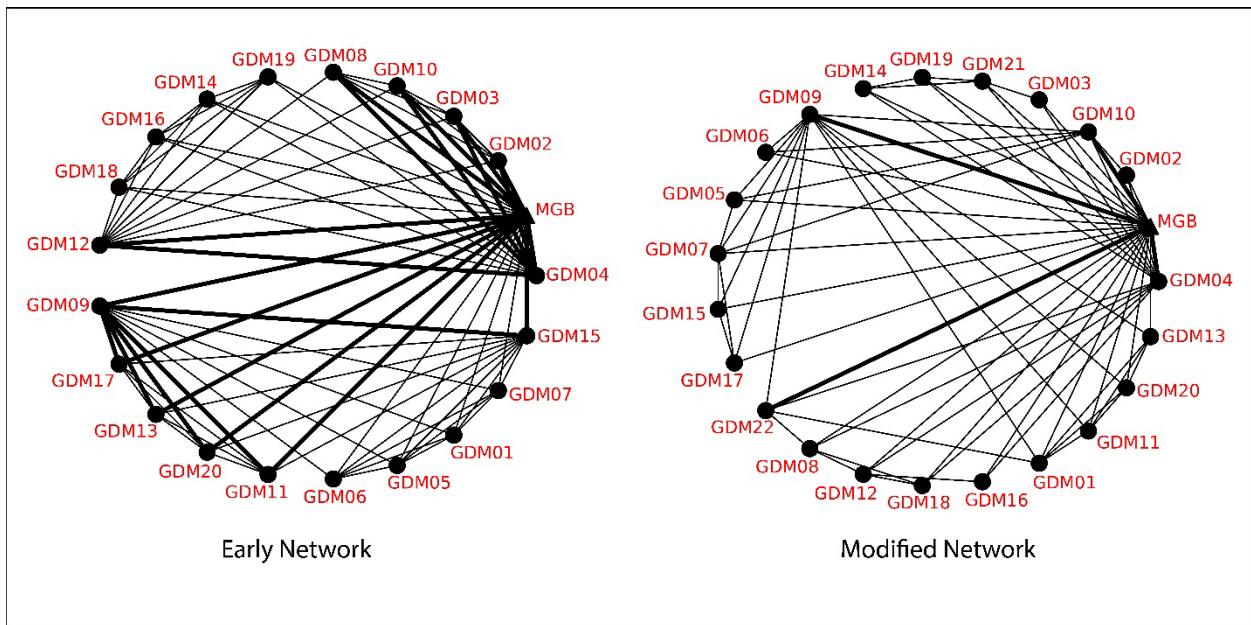 GDM19
GDM08
GDM10
GDM14
GDM03
GDM16
GDM02
GDM18
MGB
GDM12
GDM04
GDM09
GDM15
GDM17
GDM07
GDM13
GDM01
GDM20
GDM11
GDM05
GDM06
Early Network
GDM19
GDM21
GDM14
GDM03
GDM09
GDM10
GDM06
GDM02
GDM05
MGB
GDM07
GDM04
GDM15
GDM13
GDM17
GDM20
GDM22
GDM11
GDM08
GDM01
GDM12
GDM16
GDM18
Modified Network